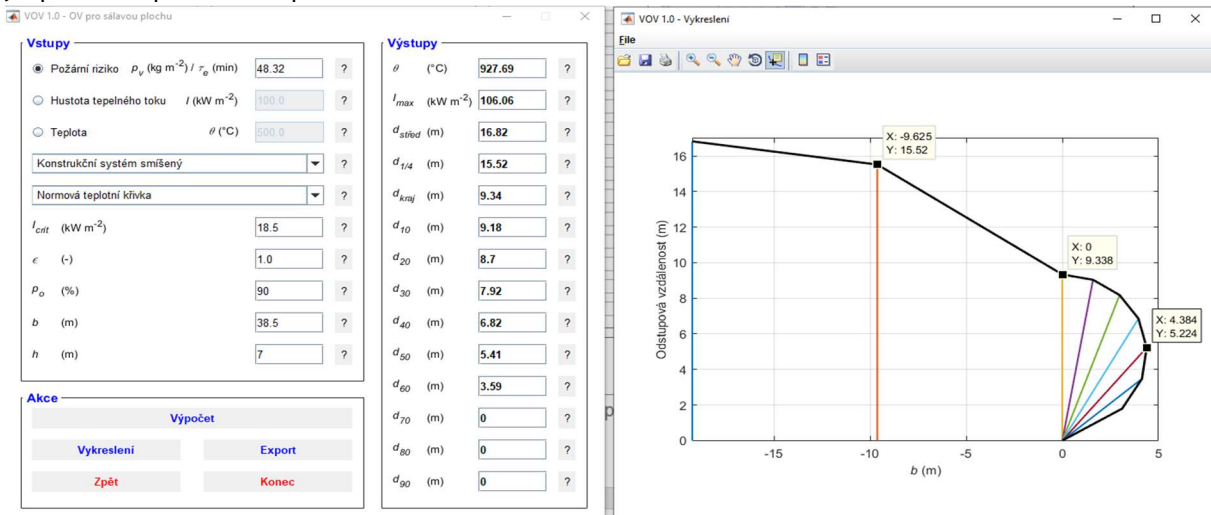 VOV 1.0 - OV pro sálavou plochu
Vstupy
Požární riziko p_v (kg m^-2) / τ_e (min) 48.32 ?
Hustota tepelného toku I (kW m^-2) 100.0 ?
Teplota θ (°C) 500.0 ?
Konstrukční systém smíšený ?
Normová teplotní křivka ?
I_crit (kW m^-2) 18.5 ?
ϵ (-) 1.0 ?
p_o (%) 90 ?
b (m) 38.5 ?
h (m) 7 ?
Akce
Výpočet
Vykreslení Export
Zpět Konec
Výstupy
θ (°C) 927.69 ?
I_max (kW m^-2) 106.06 ?
d_střed (m) 16.82 ?
d_1/4 (m) 15.52 ?
d_kraj (m) 9.34 ?
d_10 (m) 9.18 ?
d_20 (m) 8.7 ?
d_30 (m) 7.92 ?
d_40 (m) 6.82 ?
d_50 (m) 5.41 ?
d_60 (m) 3.59 ?
d_70 (m) 0 ?
d_80 (m) 0 ?
d_90 (m) 0 ?
VOV 1.0 - Vykreslení
File
X: -9.625
Y: 15.52
X: 0
Y: 9.338
X: 4.384
Y: 5.224
Odstupová vzdálenost (m)
16
14
12
10
8
6
4
2
0
-15 -10 -5 0 5
b (m)